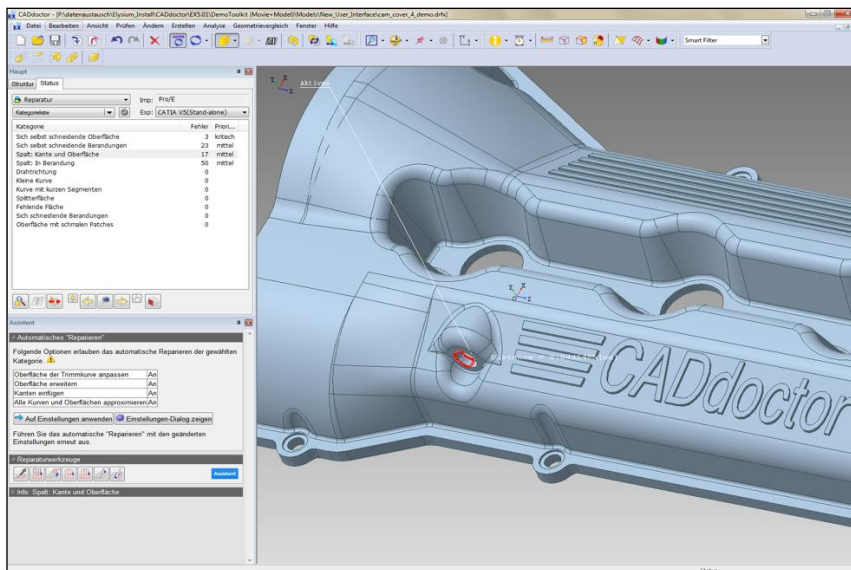 CADdoctor - [P:\datenaustausch\Elysium_Install\CADdoctor\EX5.01\DemoToolkit (Movie+Model)\Models\New_User_Interface\cam_cover_4_demo.drfx]
Datei Bearbeiten Ansicht Prüfen Ändern Erstellen Analyse Geometrievergleich Fenster Hilfe
Smart Filter
Haupt
Struktur Status
Reparatur Imp: Pro/E
Kategorieliste Exp: CATIA V5(Stand-alone)
Kategorie Fehler Priori...
Sich selbst schneidende Oberfläche 3 kritisch
Sich selbst schneidende Berandungen 23 mittel
Spalt: Kante und Oberfläche 17 mittel
Spalt: In Berandung 50 mittel
Drahtrichtung 0
Kleine Kurve 0
Kurve mit kurzen Segmenten 0
Splitterfläche 0
Fehlende Fläche 0
Sich schneidende Berandungen 0
Oberfläche mit schmalen Patches 0
Assistent
Automatisches "Reparieren"
Folgende Optionen erlauben das automatische Reparieren der gewählten
Kategorie.
Oberfläche der Trimmkurve anpassen An
Oberfläche erweitern An
Kanten einfügen An
Alle Kurven und Oberflächen approximieren An
Auf Einstellungen anwenden Einstellungen-Dialog zeigen
Führen Sie das automatische "Reparieren" mit den geänderten
Einstellungen erneut aus.
Reparaturwerkzeuge
Assistent
Info: Spalt: Kante und Oberfläche
Y X Z
Aktives
Y X Z
Distance =
CADdoctor
Status